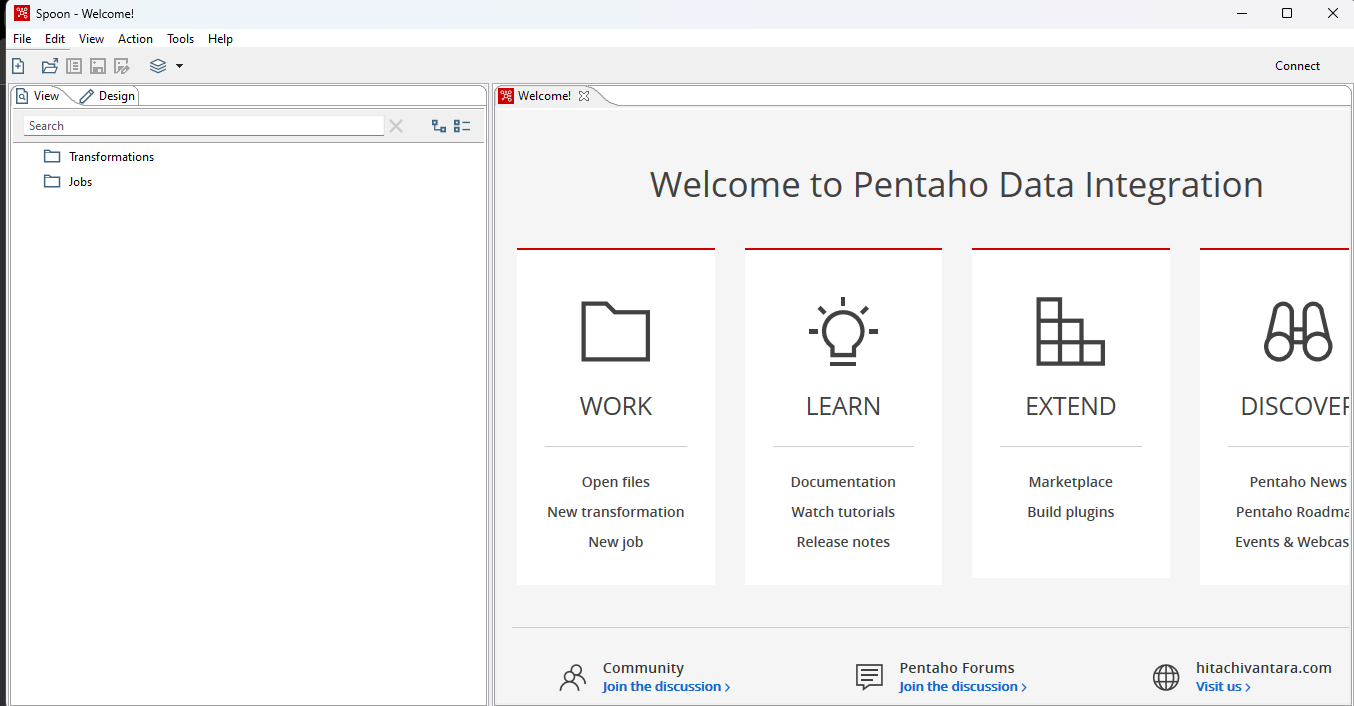 Spoon - Welcome!
File Edit View Action Tools Help
Connect
View Design
Welcome!
Search
Transformations
Jobs
Welcome to Pentaho Data Integration
WORK
Open files
New transformation
New job
LEARN
Documentation
Watch tutorials
Release notes
EXTEND
Marketplace
Build plugins
DISCOVER
Pentaho News
Pentaho Roadma
Events & Webcas
Community
Join the discussion >
Pentaho Forums
Join the discussion >
hitachivantara.com
Visit us >